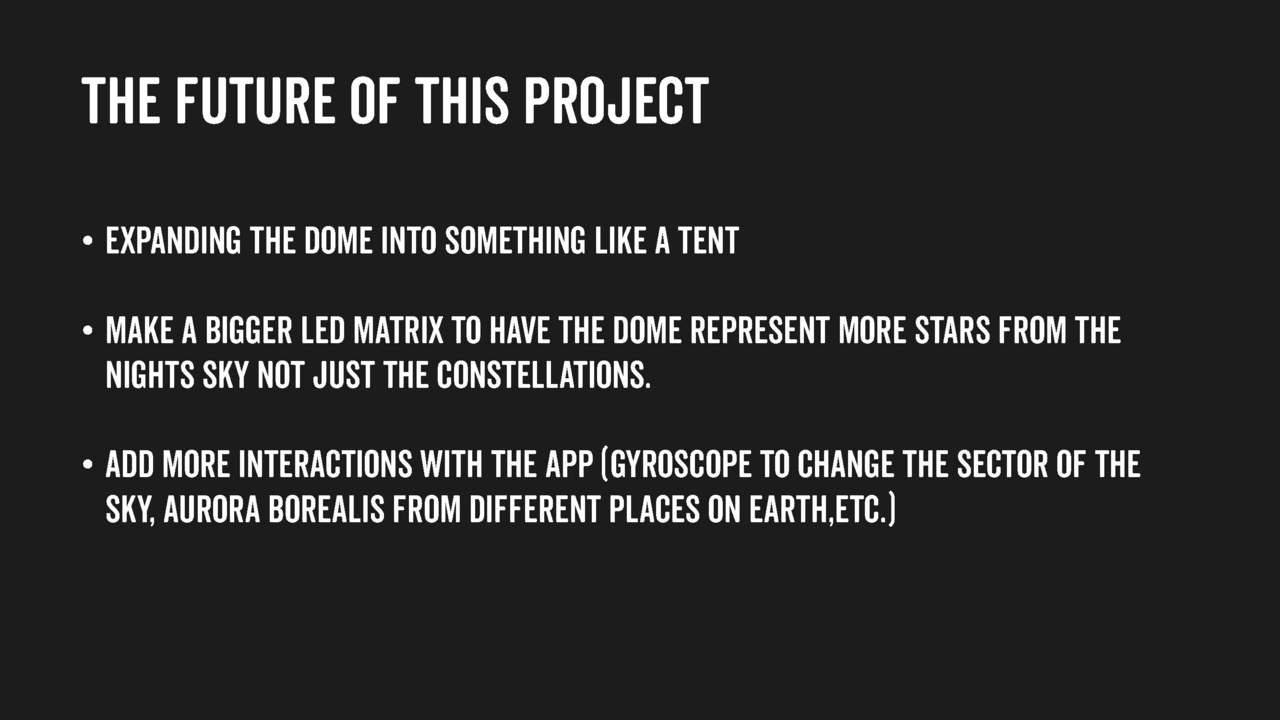 THE FUTURE OF THIS PROJECT
• EXPANDING THE DOME INTO SOMETHING LIKE A TENT
• MAKE A BIGGER LED MATRIX TO HAVE THE DOME REPRESENT MORE STARS FROM THE
NIGHTS SKY NOT JUST THE CONSTELLATIONS.
• ADD MORE INTERACTIONS WITH THE APP (GYROSCOPE TO CHANGE THE SECTOR OF THE
SKY, AURORA BOREALIS FROM DIFFERENT PLACES ON EARTH,ETC.)